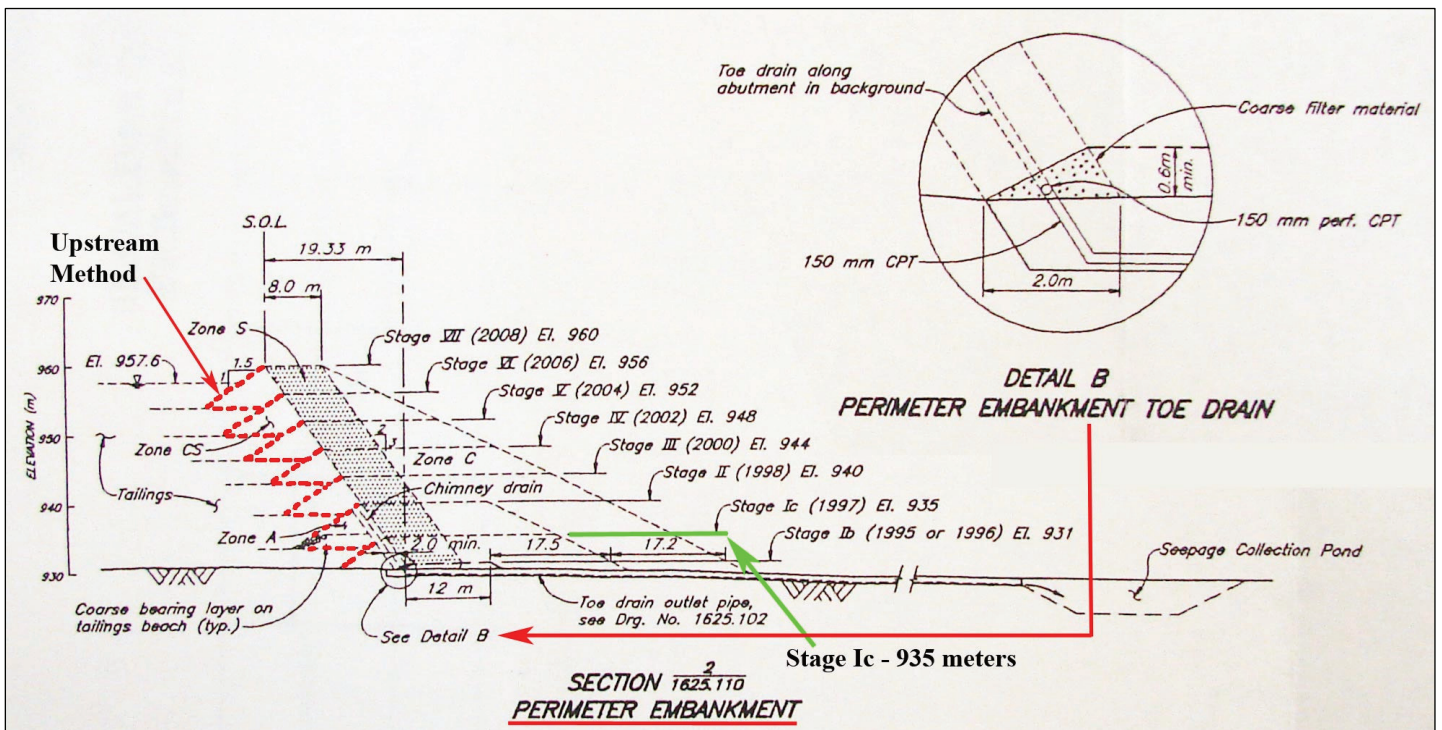 Toe drain along
abutment in background
Coarse filter material
0.6m
min.
150 mm perf. CPT
150 mm CPT
2.0m
DETAIL B
PERIMETER EMBANKMENT TOE DRAIN
S.O.L.
19.33 m
8.0 m
Upstream
Method
970
960
950
940
930
ELEVATION (m)
Zone S
El. 957.6
1.5
1
Zone CS
Tailings
Zone A
Coarse bearing layer on
tailings beach (typ.)
2
3
Zone C
Chimney drain
Stage VII (2008) El. 960
Stage VI (2006) El. 956
Stage V (2004) El. 952
Stage IV (2002) El. 948
Stage III (2000) El. 944
Stage II (1998) El. 940
Stage Ic (1997) El. 935
Stage Ib (1995 or 1996) El. 931
2.0 min.
17.5
17.2
12 m
See Detail B
Toe drain outlet pipe,
see Drg. No. 1625.102
Seepage Collection Pond
Stage Ic - 935 meters
SECTION 2
1625.110
PERIMETER EMBANKMENT